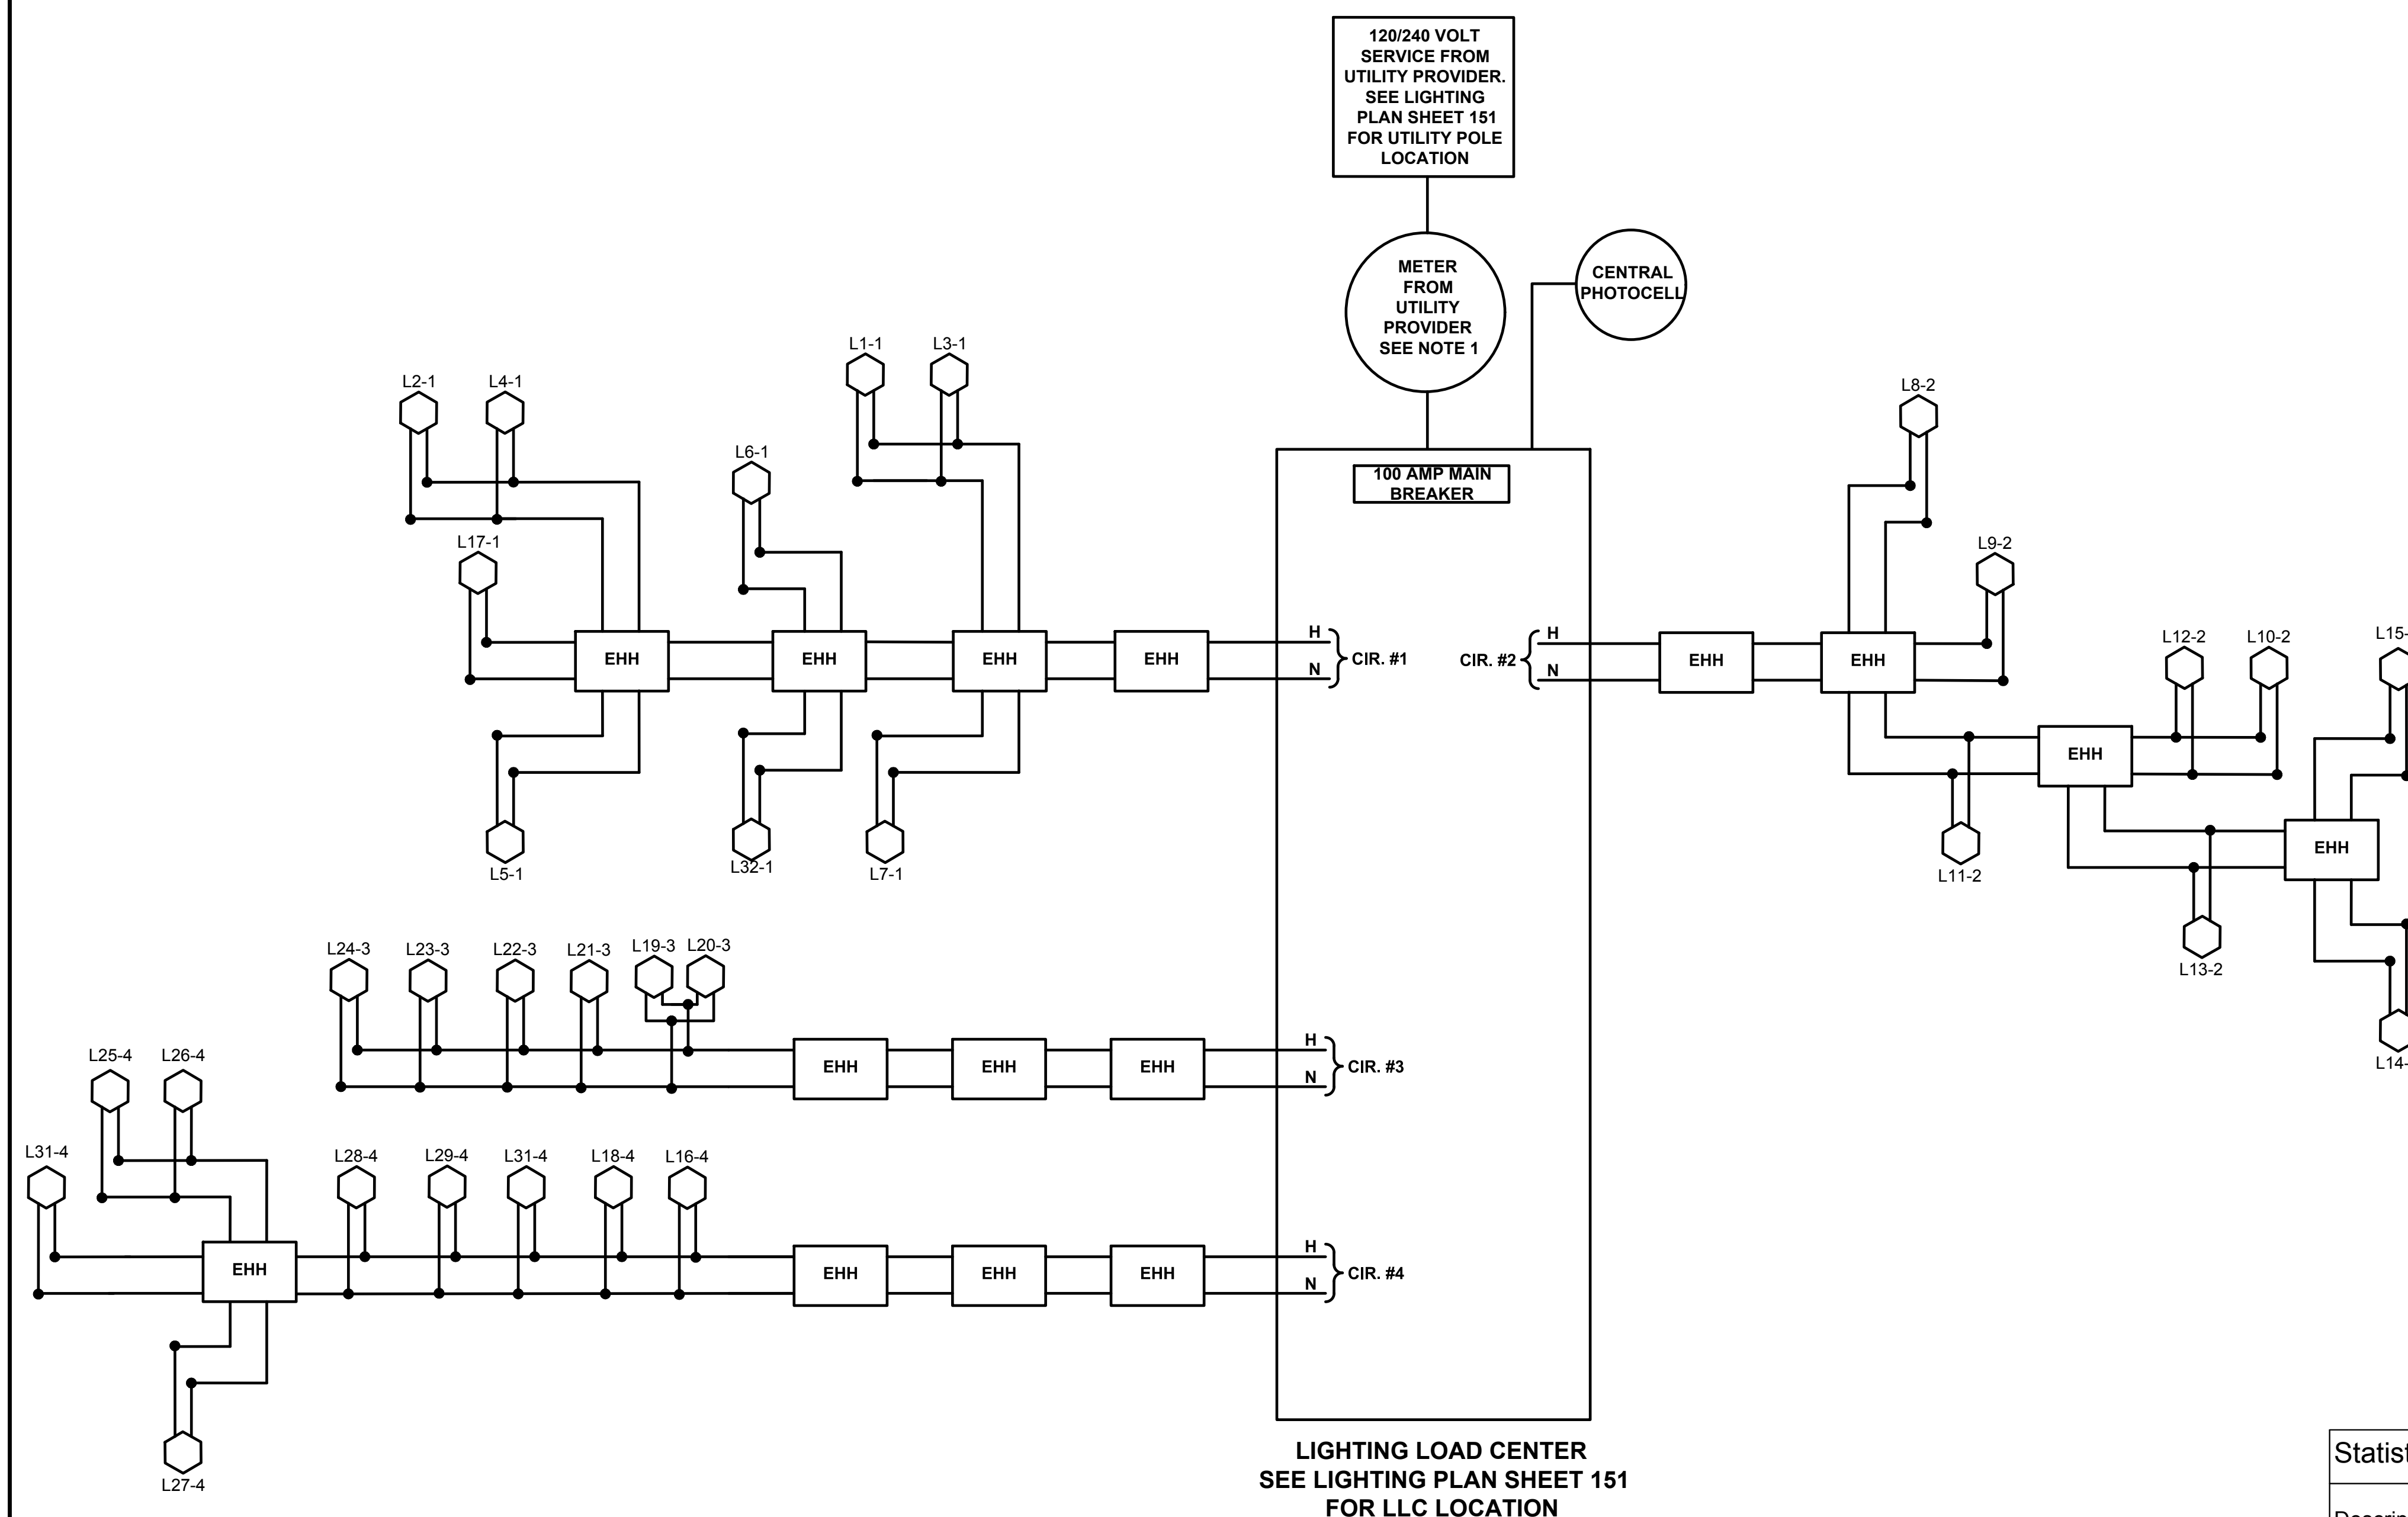 120/240 VOLT
SERVICE FROM
UTILITY PROVIDER.
SEE LIGHTING
PLAN SHEET 151
FOR UTILITY POLE
LOCATION
METER
FROM
UTILITY
PROVIDER
SEE NOTE 1
CENTRAL
PHOTOCELL
100 AMP MAIN
BREAKER
L1-1 L3-1
L2-1 L4-1
L6-1
L17-1
EHH EHH EHH EHH
H
N
CIR. #1
L5-1 L32-1 L7-1
L8-2
L9-2
CIR. #2
H
N
EHH EHH
L12-2 L10-2
EHH
L11-2
L15-
EHH
L13-2
L14-
L24-3 L23-3 L22-3 L21-3 L19-3 L20-3
EHH EHH EHH
H
N
CIR. #3
L25-4 L26-4
L31-4
L28-4 L29-4 L31-4 L18-4 L16-4
EHH EHH EHH EHH
H
N
CIR. #4
L27-4
LIGHTING LOAD CENTER
SEE LIGHTING PLAN SHEET 151
FOR LLC LOCATION
Statist